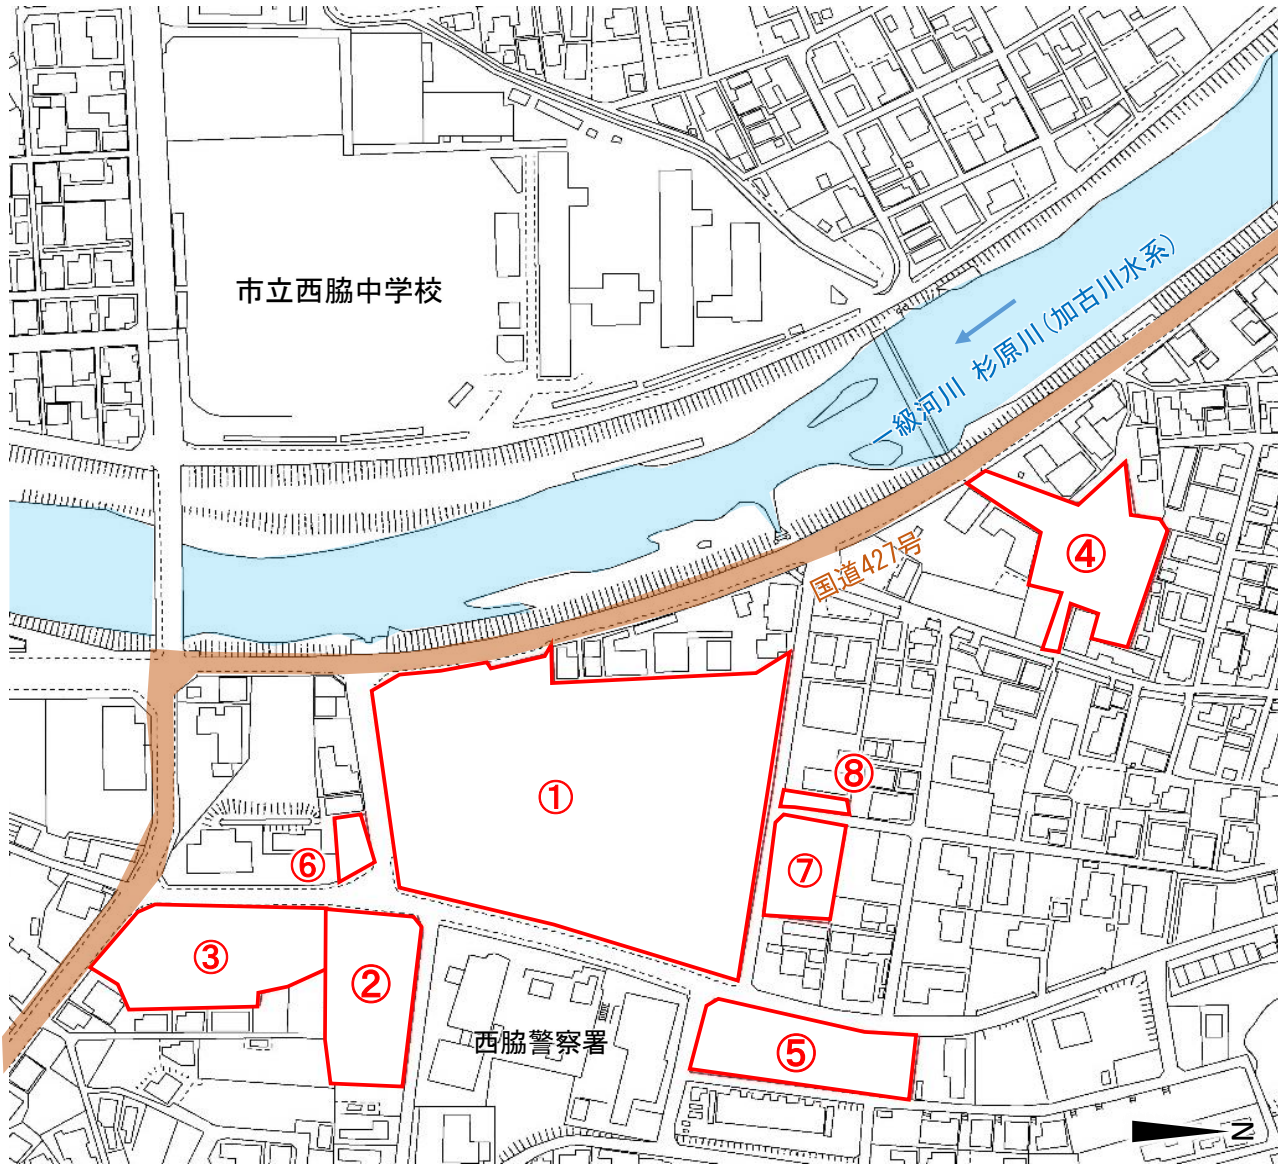 市立西脇中学校
一級河川 杉原川(加古川水系)
国道427号
④
⑧
①
⑥
⑦
③
②
西脇警察署
⑤
N